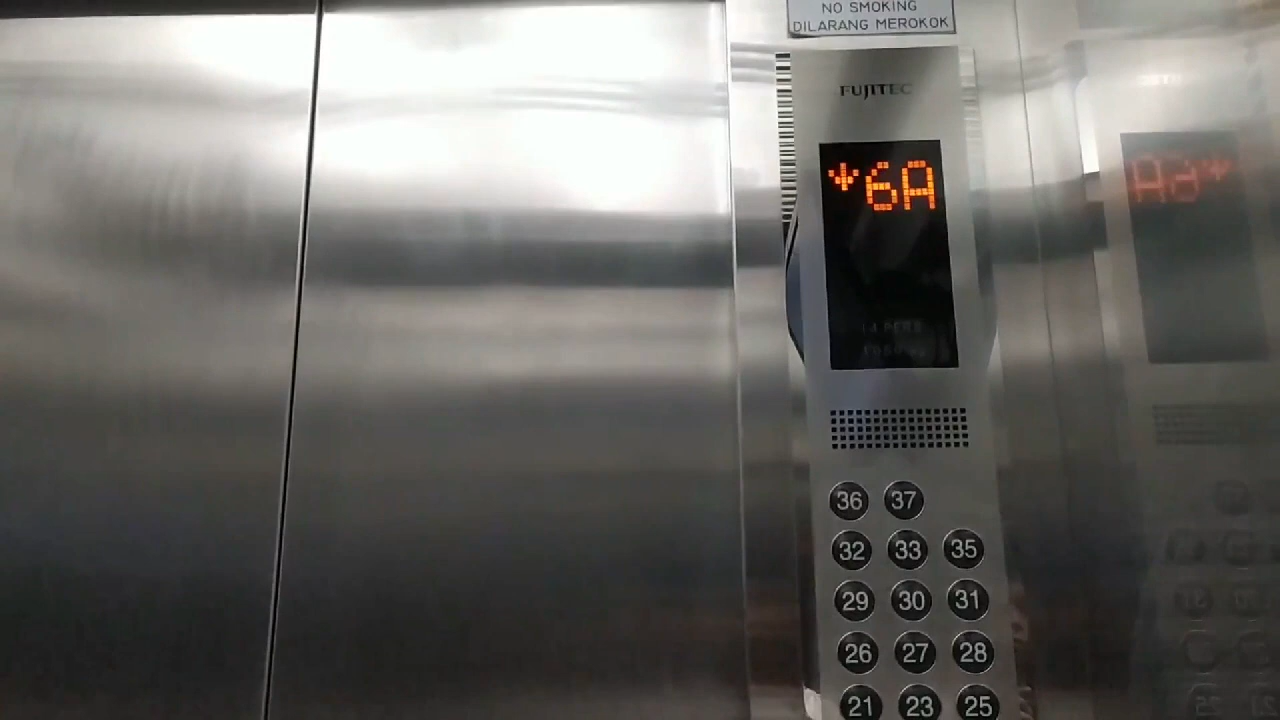 NO SMOKING
DILARANG MEROKOK
FUJITEC
6A
36 37
32 33 35
29 30 31
26 27 28
21 23 25